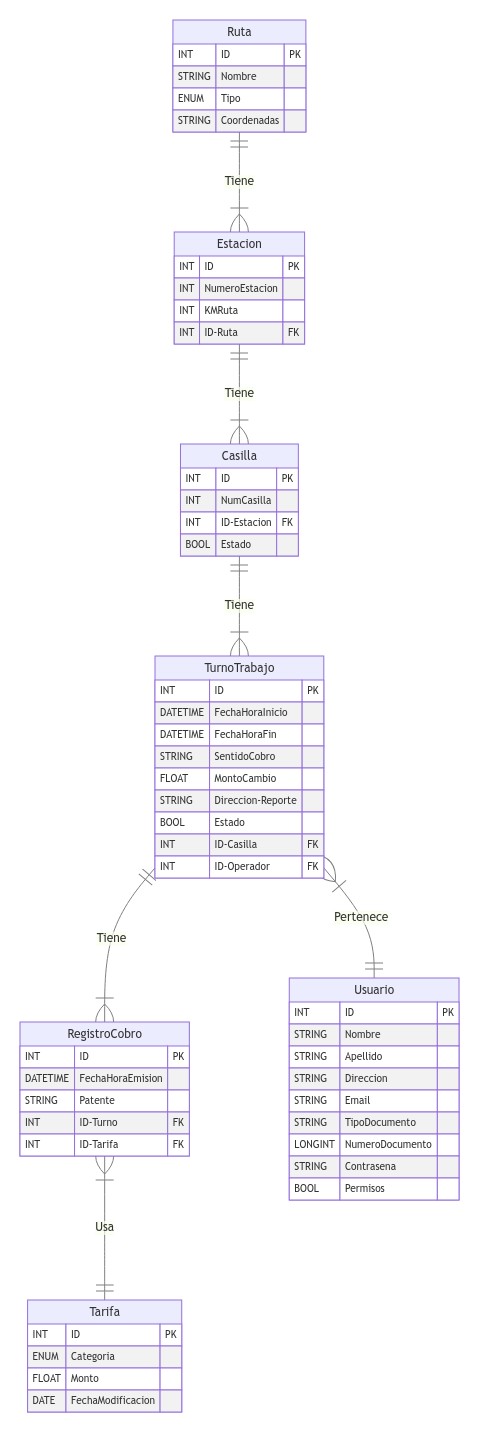 Ruta
INT ID PK
STRING Nombre
ENUM Tipo
STRING Coordenadas
Tiene
Estacion
INT ID PK
INT NumeroEstacion
INT KMRuta
INT ID-Ruta FK
Tiene
Casilla
INT ID PK
INT NumCasilla
INT ID-Estacion FK
BOOL Estado
Tiene
TurnoTrabajo
INT ID PK
DATETIME FechaHoraInicio
DATETIME FechaHoraFin
STRING SentidoCobro
FLOAT MontoCambio
STRING Direccion-Reporte
BOOL Estado
INT ID-Casilla FK
INT ID-Operador FK
Tiene
Pertenece
RegistroCobro
INT ID PK
DATETIME FechaHoraEmision
STRING Patente
INT ID-Turno FK
INT ID-Tarifa FK
Usuario
INT ID PK
STRING Nombre
STRING Apellido
STRING Direccion
STRING Email
STRING TipoDocumento
LONGINT NumeroDocumento
STRING Contrasena
BOOL Permisos
Usa
Tarifa
INT ID PK
ENUM Categoria
FLOAT Monto
DATE FechaModificacion